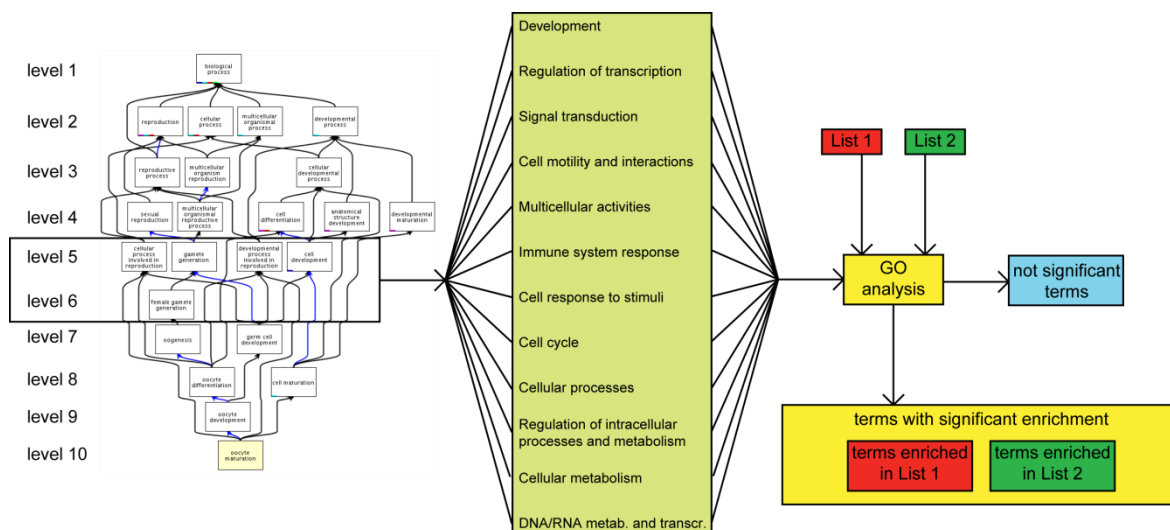 level 1
biological
process
level 2
reproduction
cellular
process
multicellular
organismal
process
developmental
process
level 3
reproductive
process
multicellular
organism
reproduction
cellular
developmental
process
level 4
sexual
reproduction
multicellular
organismal
reproductive
process
cell
differentiation
anatomical
structure
development
developmental
maturation
level 5
cellular
process
involved in
reproduction
gamete
generation
developmental
process
involved in
reproduction
cell
development
level 6
female gamete
generation
level 7
oogenesis
germ cell
development
level 8
oocyte
differentiation
cell maturation
level 9
oocyte
development
level 10
oocyte
maturation
Development
Regulation of transcription
Signal transduction
Cell motility and interactions
Multicellular activities
Immune system response
Cell response to stimuli
Cell cycle
Cellular processes
Regulation of intracellular
processes and metabolism
Cellular metabolism
DNA/RNA metab. and transcr.
List 1
List 2
GO
analysis
not significant
terms
terms with significant enrichment
terms enriched
in List 1
terms enriched
in List 2